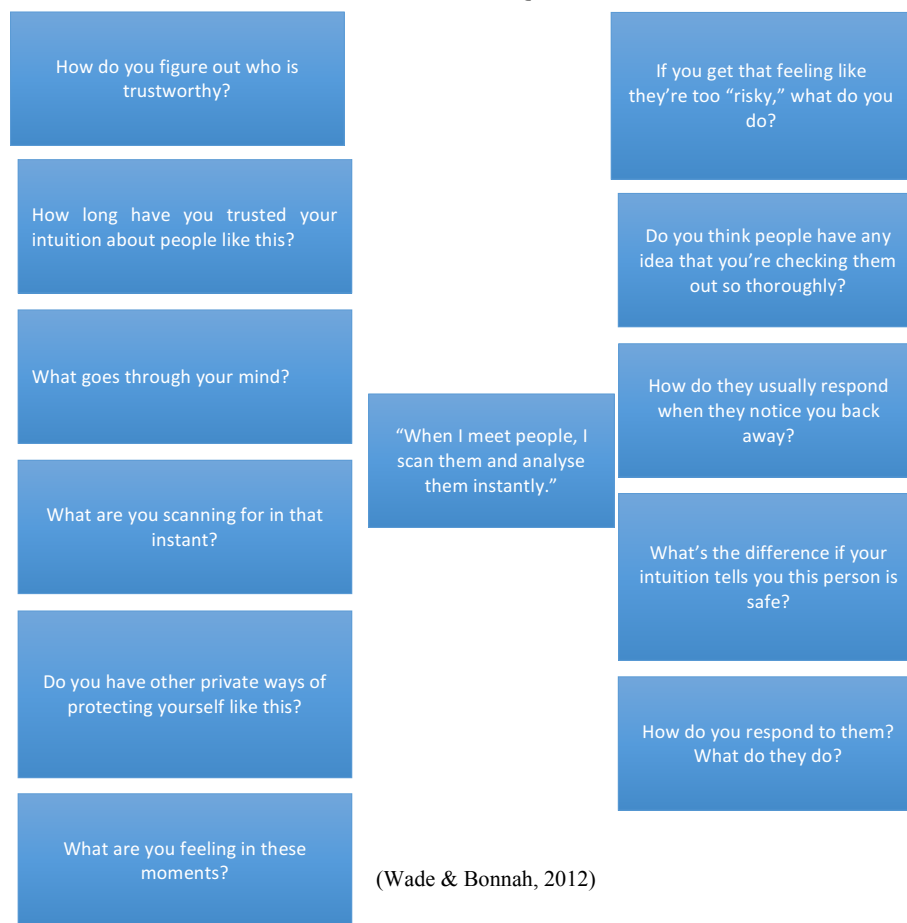 How do you figure out who is
trustworthy?
How long have you trusted your
intuition about people like this?
What goes through your mind?
What are you scanning for in that
instant?
Do you have other private ways of
protecting yourself like this?
What are you feeling in these
moments?
“When I meet people, I
scan them and analyse
them instantly.”
If you get that feeling like
they’re too “risky,” what do you
do?
Do you think people have any
idea that you’re checking them
out so thoroughly?
How do they usually respond
when they notice you back
away?
What’s the difference if your
intuition tells you this person is
safe?
How do you respond to them?
What do they do?
(Wade & Bonnah, 2012)